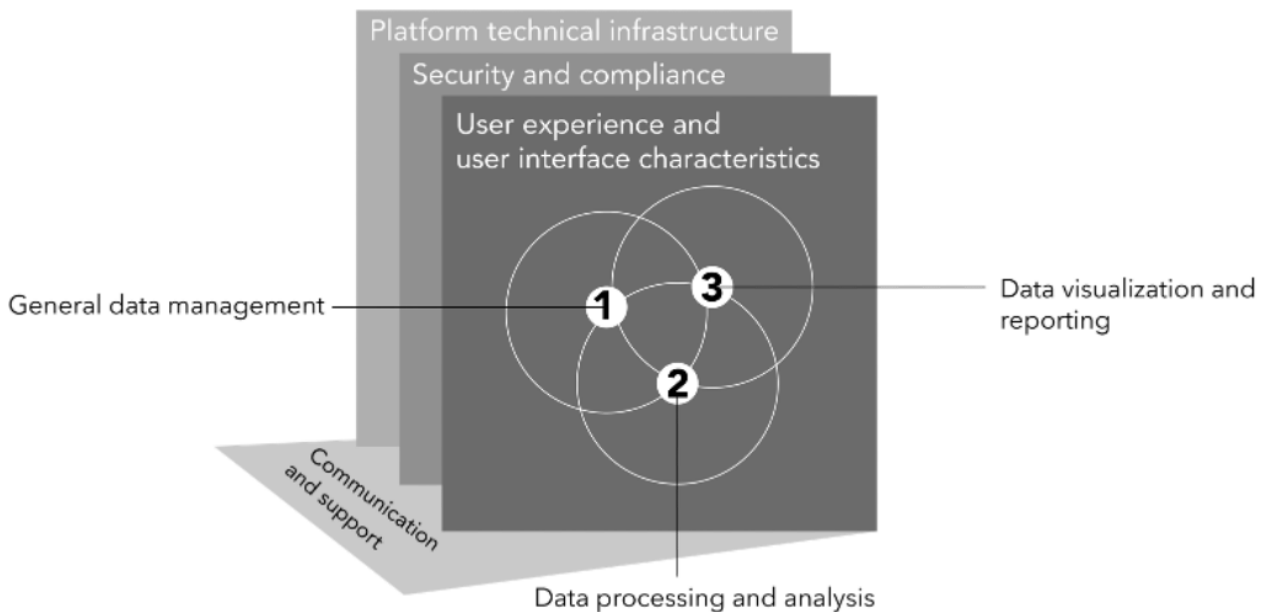 Platform technical infrastructure
Security and compliance
User experience and
user interface characteristics
General data management
1
3
Data visualization and
reporting
2
Communication
and support
Data processing and analysis